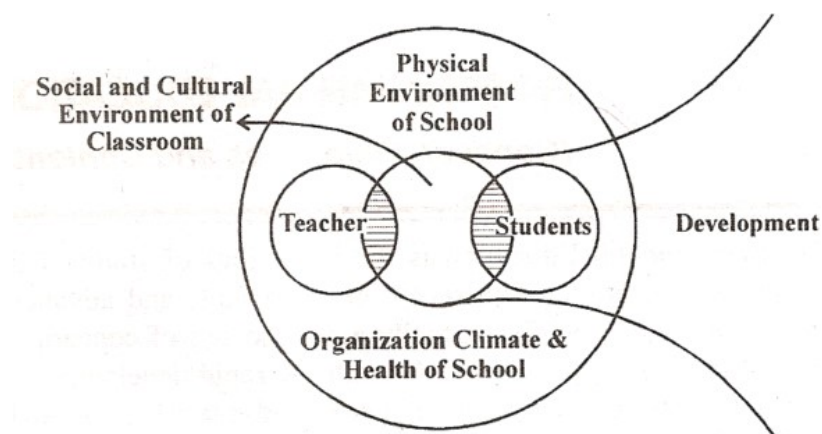 Physical
Environment
of School
Social and Cultural
Environment of
Classroom
Teacher
Students
Development
Organization Climate &
Health of School